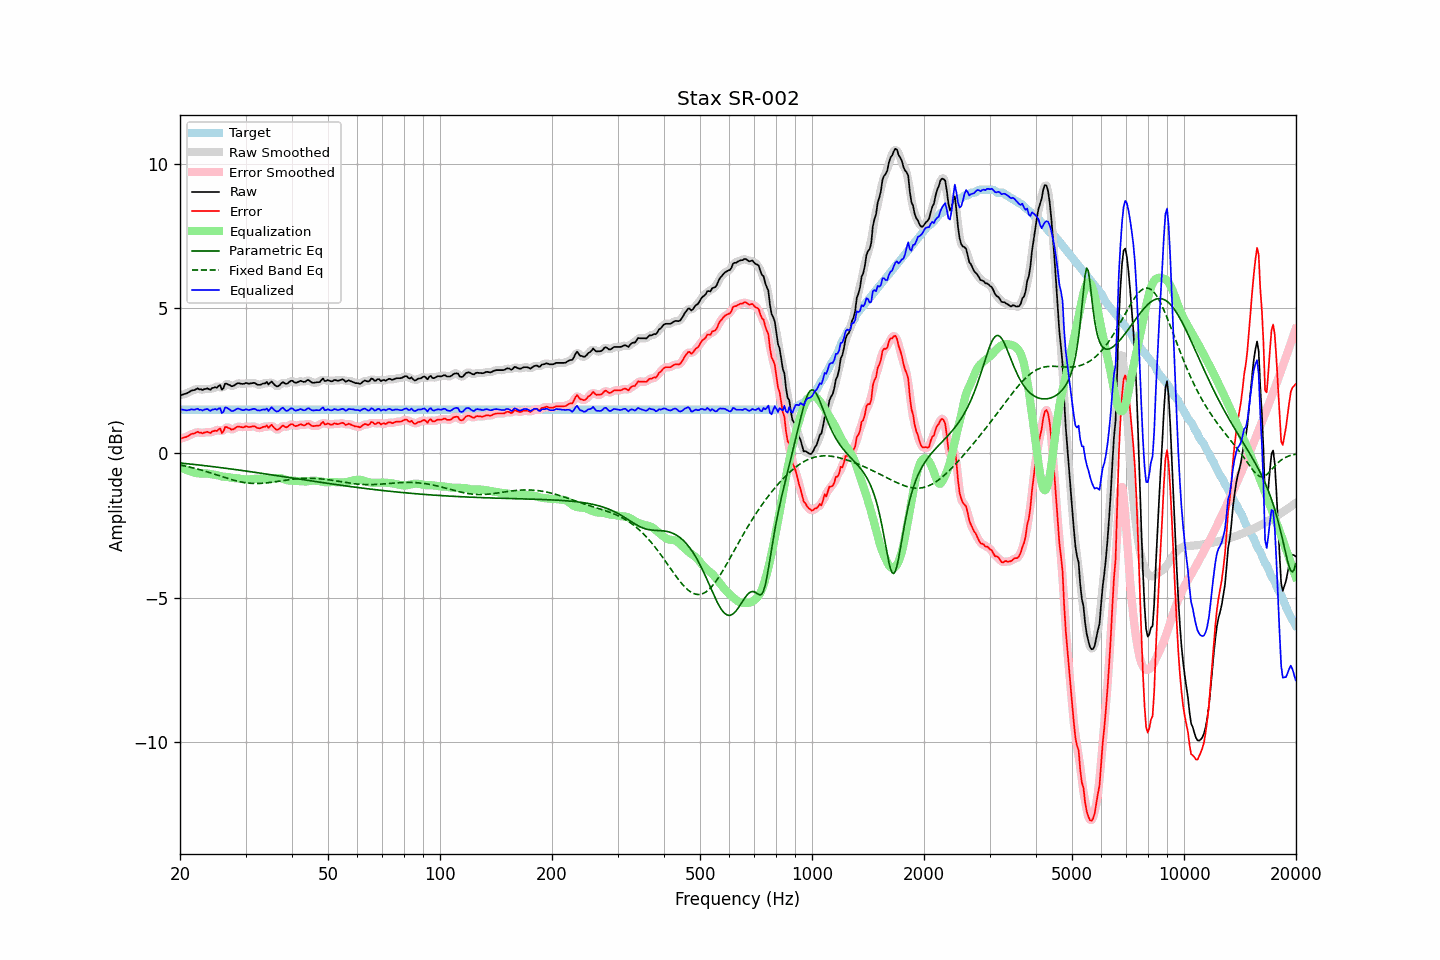 Stax SR-002
Target
Raw Smoothed
Error Smoothed
Raw
Error
Equalization
Parametric Eq
Fixed Band Eq
Equalized
10
5
0
−5
−10
Amplitude (dBr)
20
50
100
200
500
1000
2000
5000
10000
20000
Frequency (Hz)